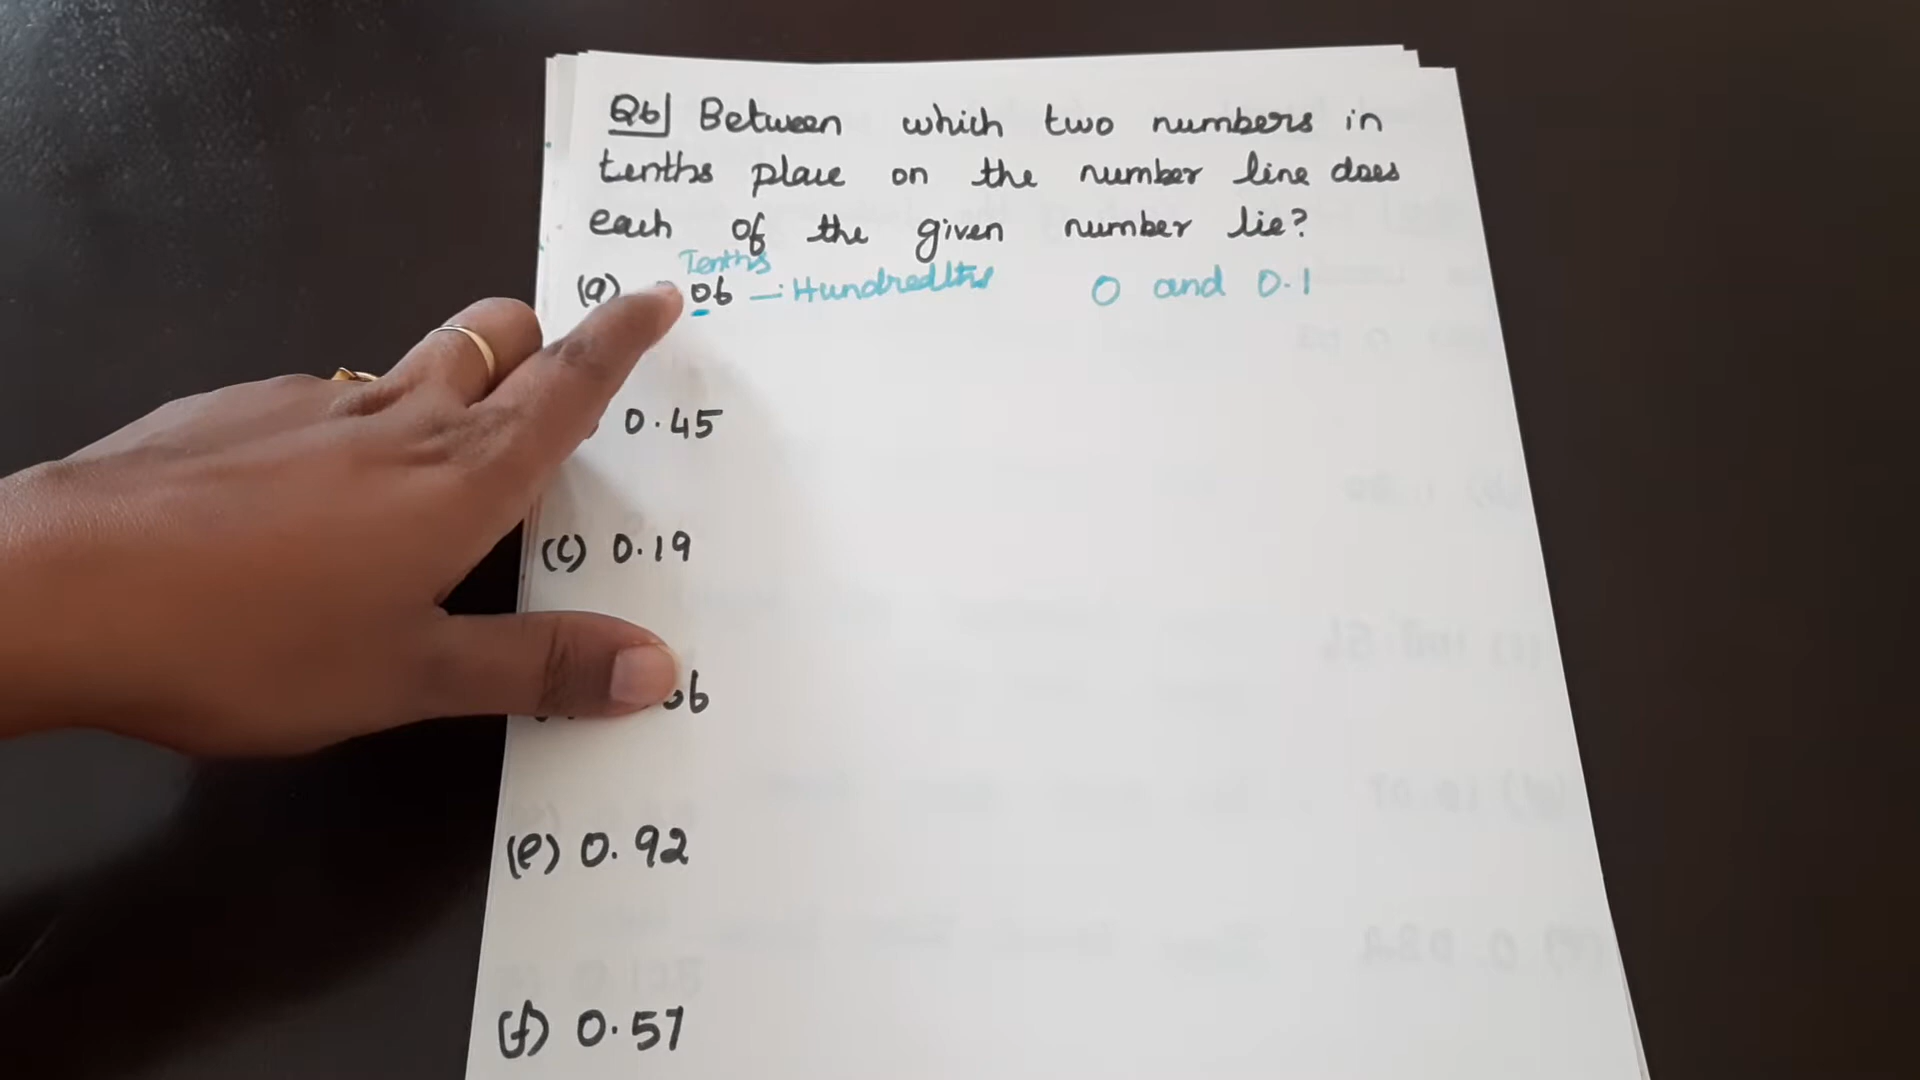 Q6 Between which two numbers in
tenths place on the number line does
each of the given number lie?
Tenths
(a) 06 — Hundredths 0 and 0.1
0.45
(c) 0.19
6
(e) 0.92
(f) 0.57